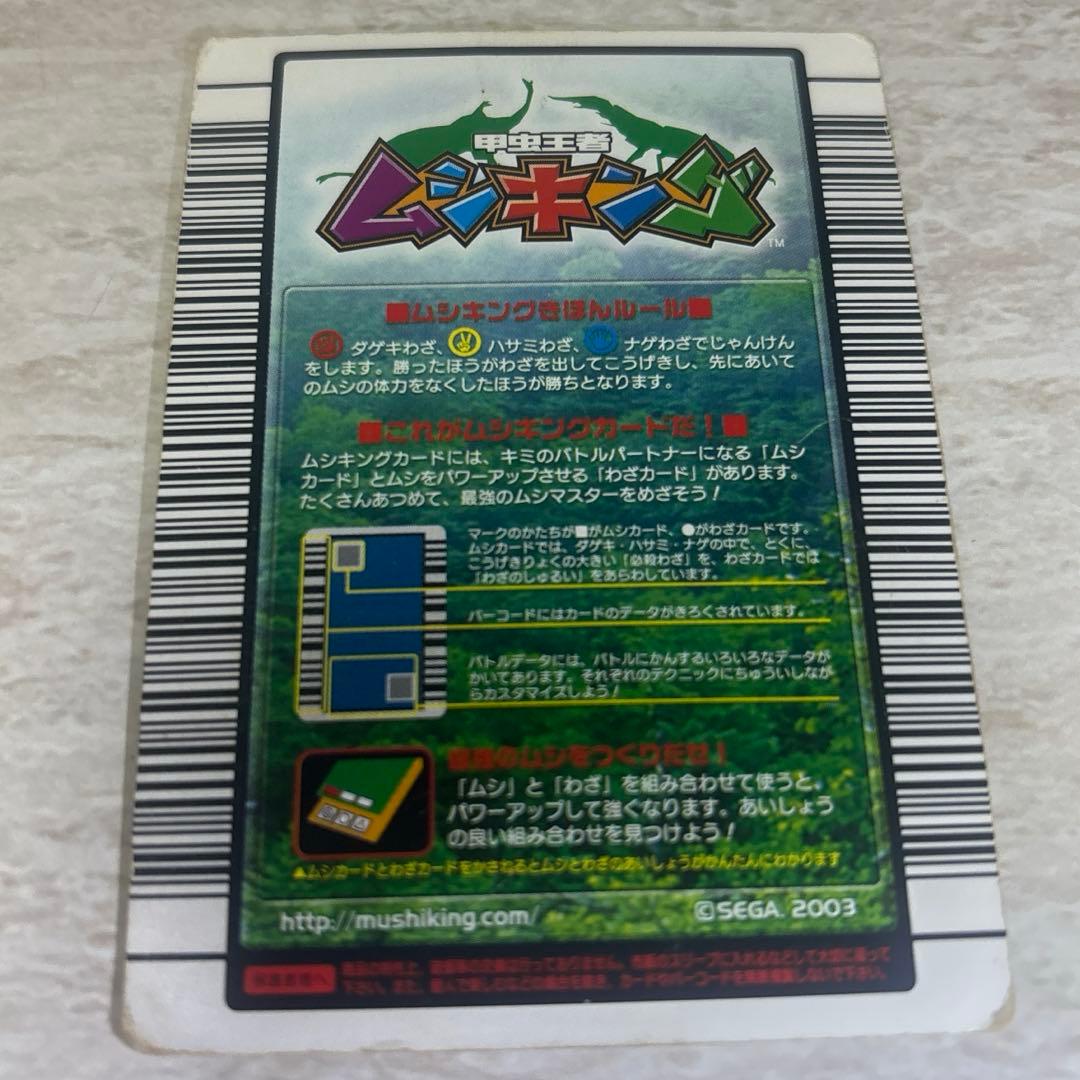 甲虫王者
ムシキング
TM
■ムシキングきほんルール■
ダゲキわざ、ハサミわざ、ナゲわざでじゃんけん
をします。勝ったほうがわざを出してこうげきし、先にあいて
のムシの体力をなくしたほうが勝ちとなります。
■これがムシキングカードだ！■
ムシキングカードには、キミのバトルパートナーになる「ムシ
カード」とムシをパワーアップさせる「わざカード」があります。
たくさんあつめて、最強のムシマスターをめざそう！
マークのかたちが■がムシカード、●がわざカードです。
ムシカードでは、ダゲキ・ハサミ・ナゲの中で、とくに、
こうげきりょくの大きい「必殺わざ」を、わざカードでは
「わざのしゅるい」をあらわしています。
バーコードにはカードのデータがきろくされています。
バトルデータには、バトルにかんするいろいろなデータが
かいてあります。それぞれのテクニックにちゅういしなが
らカスタマイズしよう！
最強のムシをつくりだせ！
「ムシ」と「わざ」を組み合わせて使うと、
パワーアップして強くなります。あいしょう
の良い組み合わせを見つけよう！
▲ムシカードとわざカードをかさねるとムシとわざのあいしょうがかんたんにわかります
http://mushiking.com/
©SEGA. 2003
保護者様へ